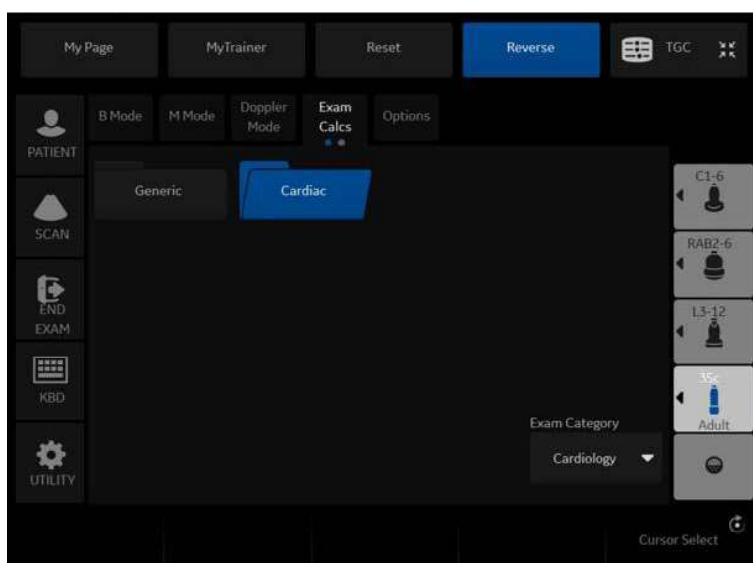 My Page
MyTrainer
Reset
Reverse
TGC
B Mode
M Mode
Doppler
Mode
Exam
Calcs
Options
PATIENT
SCAN
END
EXAM
KBD
UTILITY
Generic
Cardiac
Exam Category
Cardiology
C1-6
RAB2-6
L3-12
3Sc
Adult
Cursor Select